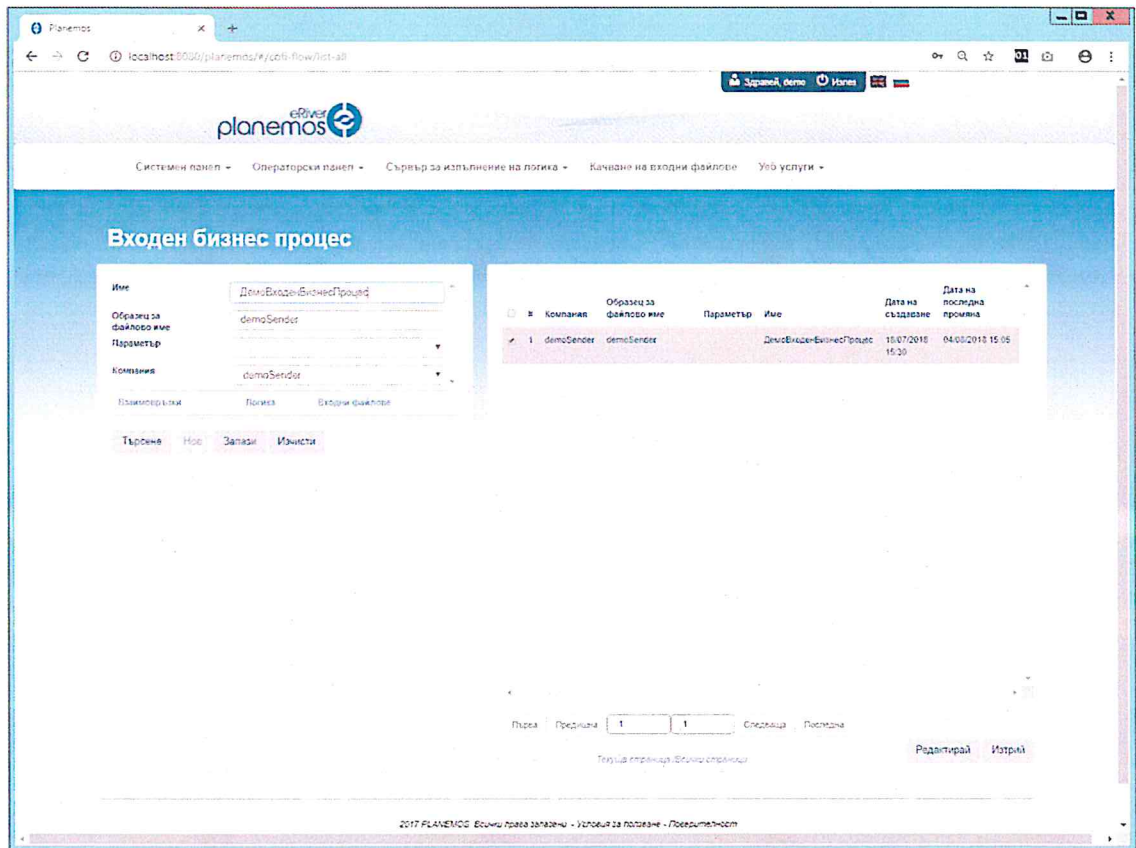 Planemos
localhost:8080/planemos/#/cbti-flow/list-all
Здравей, demo Излез
eRiver
planemos
Системен панел Операторски панел Сървър за изпълнение на логика Качване на входни файлове Уеб услуги
Входен бизнес процес
Име ДемоВходенБизнесПроцес
Образец за файлово име demoSender
Параметър
Компания demoSender
Взаимовръзки Логика Входни файлове
Търсене Нов Запази Изчисти
# Компания Образец за файлово име Параметър Име Дата на създаване Дата на последна промяна
1 demoSender demoSender ДемоВходенБизнесПроцес 18/07/2018 15:30 04/08/2018 15:05
Първа Предишна 1 1 Следваща Последна
Текуща страница /Всички страници
Редактирай Изтрий
2017 PLANEMOS. Всички права запазени. - Условия за ползване - Поверителност